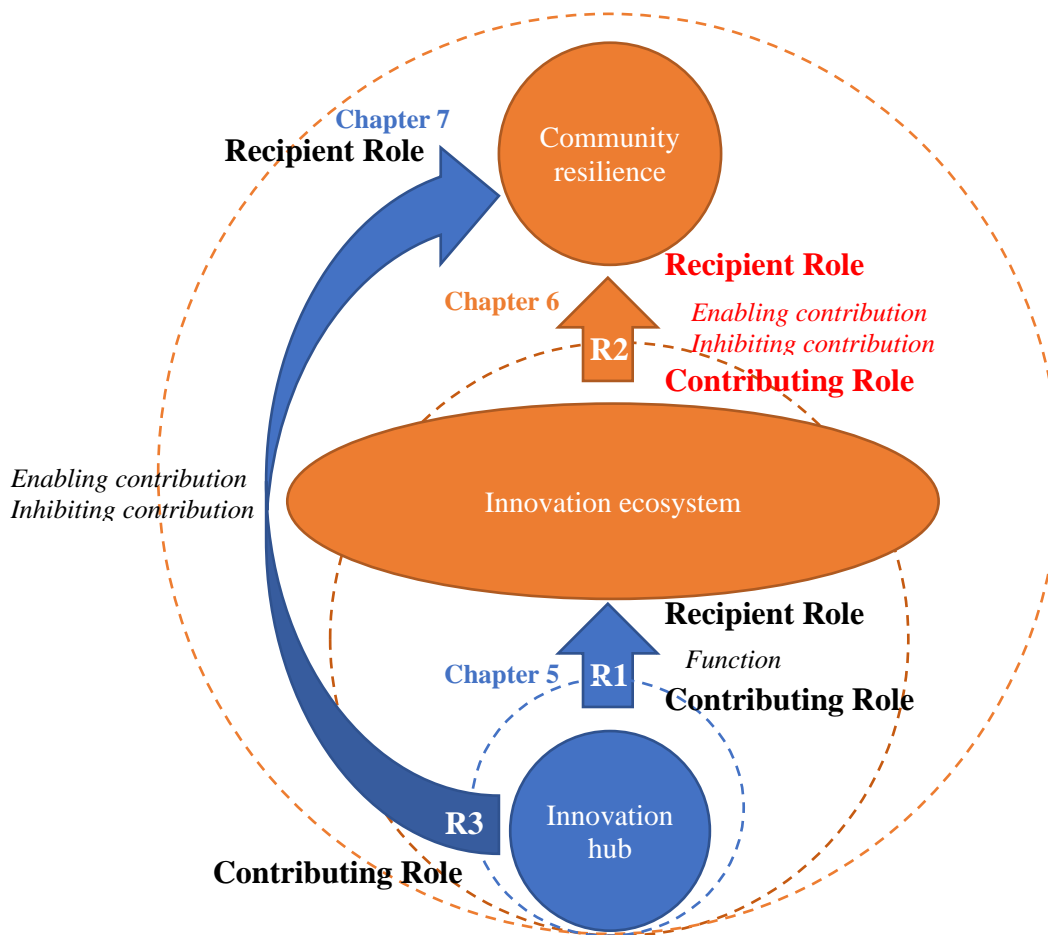 Chapter 7
Recipient Role
Community
resilience
Recipient Role
Chapter 6
Enabling contribution
Inhibiting contribution
R2
Contributing Role
Enabling contribution
Inhibiting contribution
Innovation ecosystem
Recipient Role
Chapter 5
R1
Function
Contributing Role
R3
Innovation
hub
Contributing Role